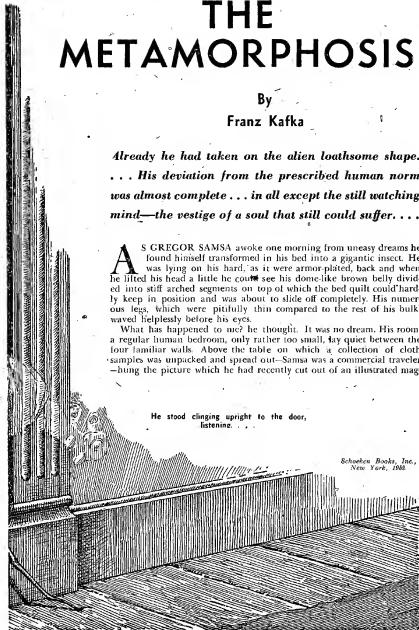 THE
METAMORPHOSIS
By
Franz Kafka
Already he had taken on the alien loathsome shape.
. . . His deviation from the prescribed human norm
was almost complete . . . in all except the still watching
mind—the vestige of a soul that still could suffer. . . .
AS GREGOR SAMSA awoke one morning from uneasy dreams he
found himself transformed in his bed into a gigantic insect. He
was lying on his hard, as it were armor-plated, back and when
he lifted his head a little he could see his dome-like brown belly divid-
ed into stiff arched segments on top of which the bed quilt could hard-
ly keep in position and was about to slide off completely. His numer-
ous legs, which were pitifully thin compared to the rest of his bulk
waved helplessly before his eyes.
What has happened to me? he thought. It was no dream. His room
a regular human bedroom, only rather too small, lay quiet between the
four familiar walls. Above the table on which a collection of cloth
samples was unpacked and spread out—Samsa was a commercial traveler
—hung the picture which he had recently cut out of an illustrated mag
He stood clinging upright to the door,
listening. . . .
Schocken Books, Inc.,
New York,